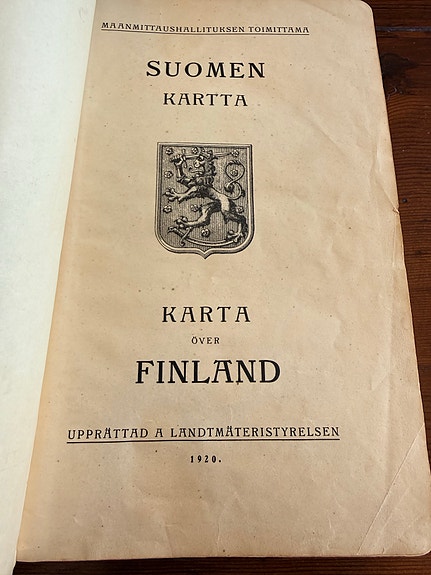 MAANMITTAUSHALLITUKSEN TOIMITTAMA
SUOMEN
KARTTA
KARTA
ÖVER
FINLAND
UPPRÄTTAD A LANDTMÄTERISTYRELSEN
1920.